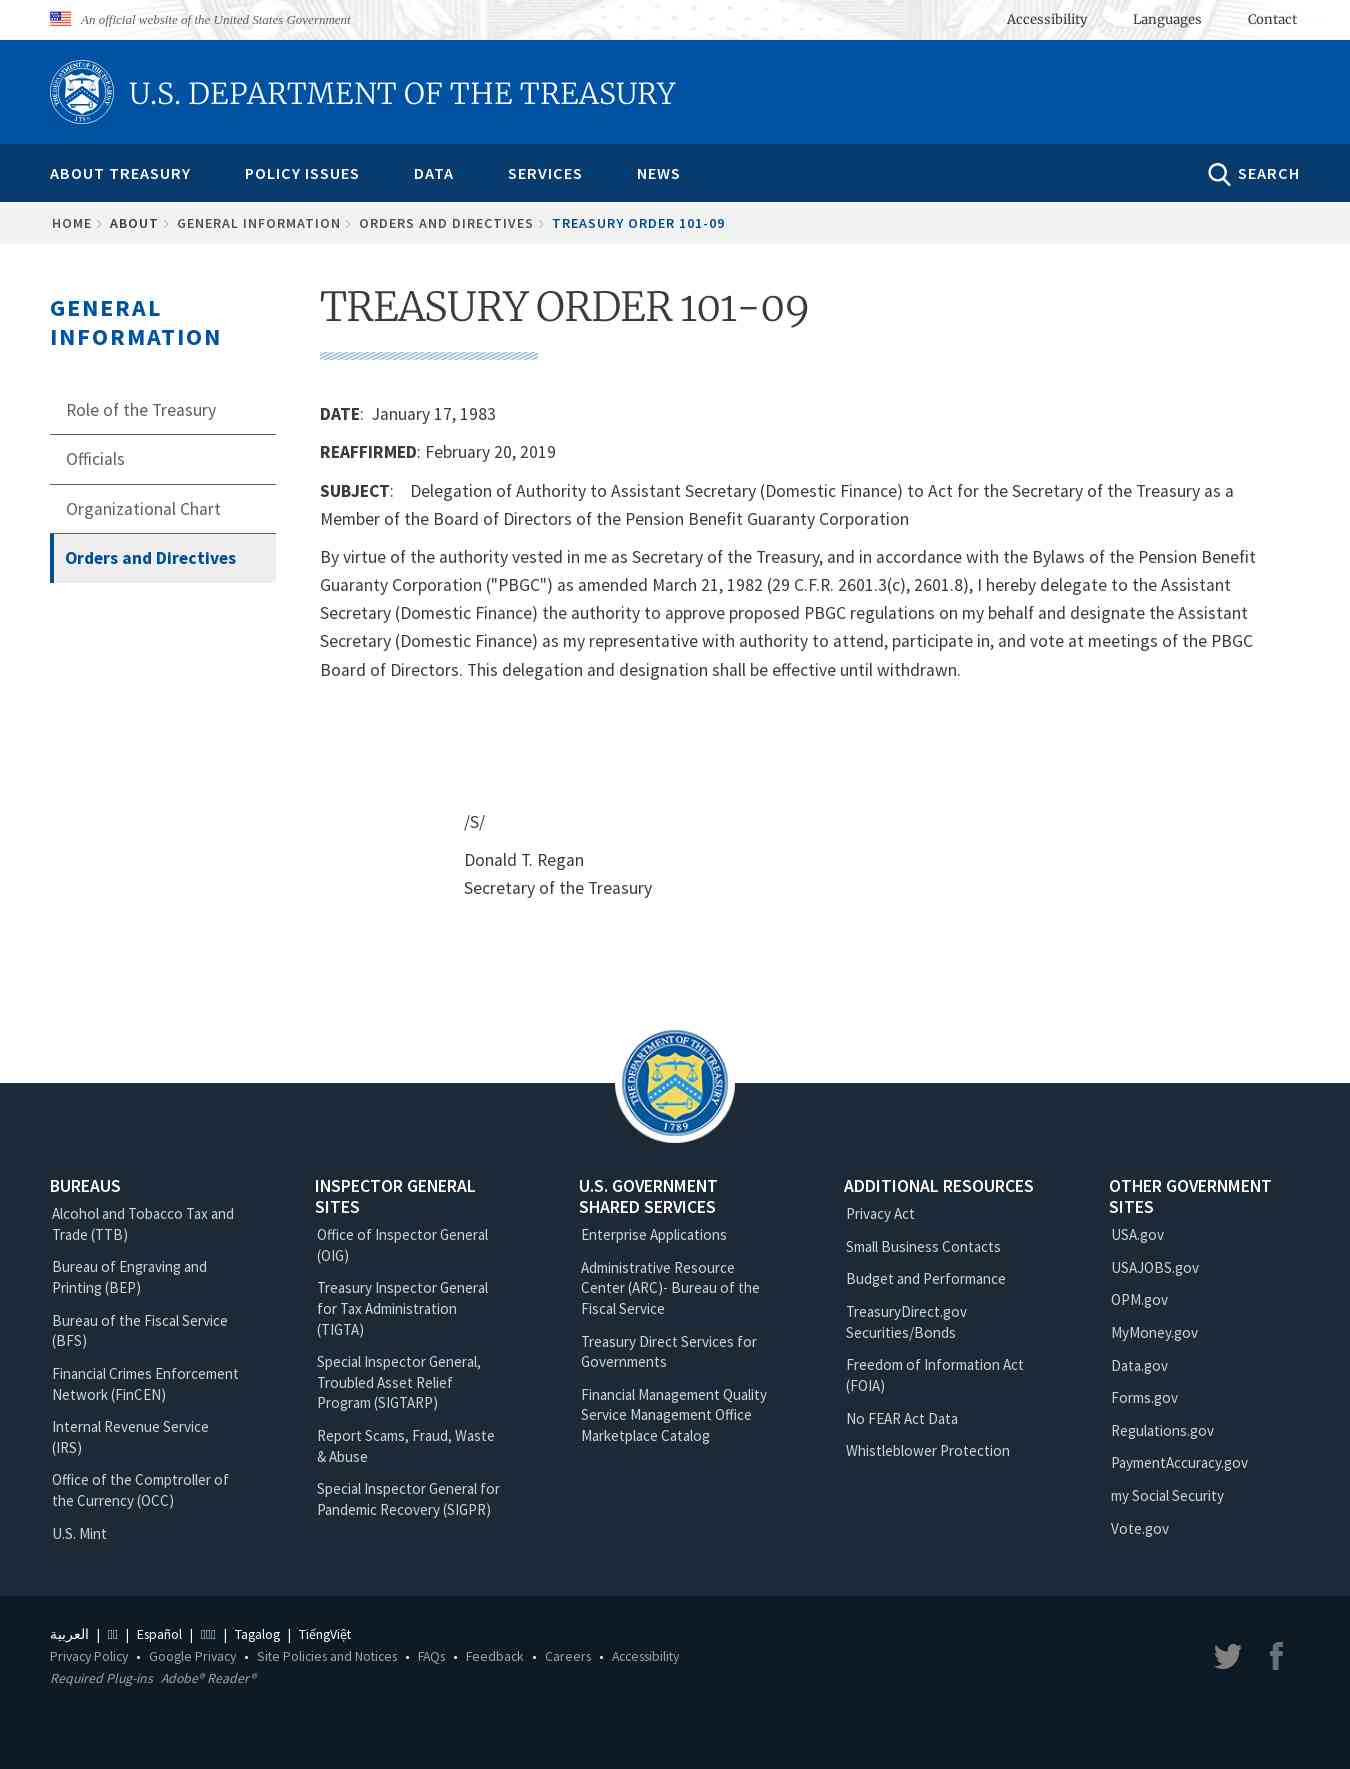 An official website of the United States Government
Accessibility Languages Contact
U.S. DEPARTMENT OF THE TREASURY
ABOUT TREASURY POLICY ISSUES DATA SERVICES NEWS SEARCH
HOME ABOUT GENERAL INFORMATION ORDERS AND DIRECTIVES TREASURY ORDER 101-09
GENERAL
INFORMATION
Role of the Treasury
Officials
Organizational Chart
Orders and Directives
TREASURY ORDER 101-09
DATE: January 17, 1983
REAFFIRMED: February 20, 2019
SUBJECT: Delegation of Authority to Assistant Secretary (Domestic Finance) to Act for the Secretary of the Treasury as a
Member of the Board of Directors of the Pension Benefit Guaranty Corporation
By virtue of the authority vested in me as Secretary of the Treasury, and in accordance with the Bylaws of the Pension Benefit
Guaranty Corporation ("PBGC") as amended March 21, 1982 (29 C.F.R. 2601.3(c), 2601.8), I hereby delegate to the Assistant
Secretary (Domestic Finance) the authority to approve proposed PBGC regulations on my behalf and designate the Assistant
Secretary (Domestic Finance) as my representative with authority to attend, participate in, and vote at meetings of the PBGC
Board of Directors. This delegation and designation shall be effective until withdrawn.
/S/
Donald T. Regan
Secretary of the Treasury
THE DEPARTMENT OF THE TREASURY
1789
BUREAUS
Alcohol and Tobacco Tax and
Trade (TTB)
Bureau of Engraving and
Printing (BEP)
Bureau of the Fiscal Service
(BFS)
Financial Crimes Enforcement
Network (FinCEN)
Internal Revenue Service
(IRS)
Office of the Comptroller of
the Currency (OCC)
U.S. Mint
INSPECTOR GENERAL
SITES
Office of Inspector General
(OIG)
Treasury Inspector General
for Tax Administration
(TIGTA)
Special Inspector General,
Troubled Asset Relief
Program (SIGTARP)
Report Scams, Fraud, Waste
& Abuse
Special Inspector General for
Pandemic Recovery (SIGPR)
U.S. GOVERNMENT
SHARED SERVICES
Enterprise Applications
Administrative Resource
Center (ARC)- Bureau of the
Fiscal Service
Treasury Direct Services for
Governments
Financial Management Quality
Service Management Office
Marketplace Catalog
ADDITIONAL RESOURCES
Privacy Act
Small Business Contacts
Budget and Performance
TreasuryDirect.gov
Securities/Bonds
Freedom of Information Act
(FOIA)
No FEAR Act Data
Whistleblower Protection
OTHER GOVERNMENT
SITES
USA.gov
USAJOBS.gov
OPM.gov
MyMoney.gov
Data.gov
Forms.gov
Regulations.gov
PaymentAccuracy.gov
my Social Security
Vote.gov
العربية | | Español | | Tagalog | TiếngViệt
Privacy Policy • Google Privacy • Site Policies and Notices • FAQs • Feedback • Careers • Accessibility
Required Plug-ins Adobe® Reader®